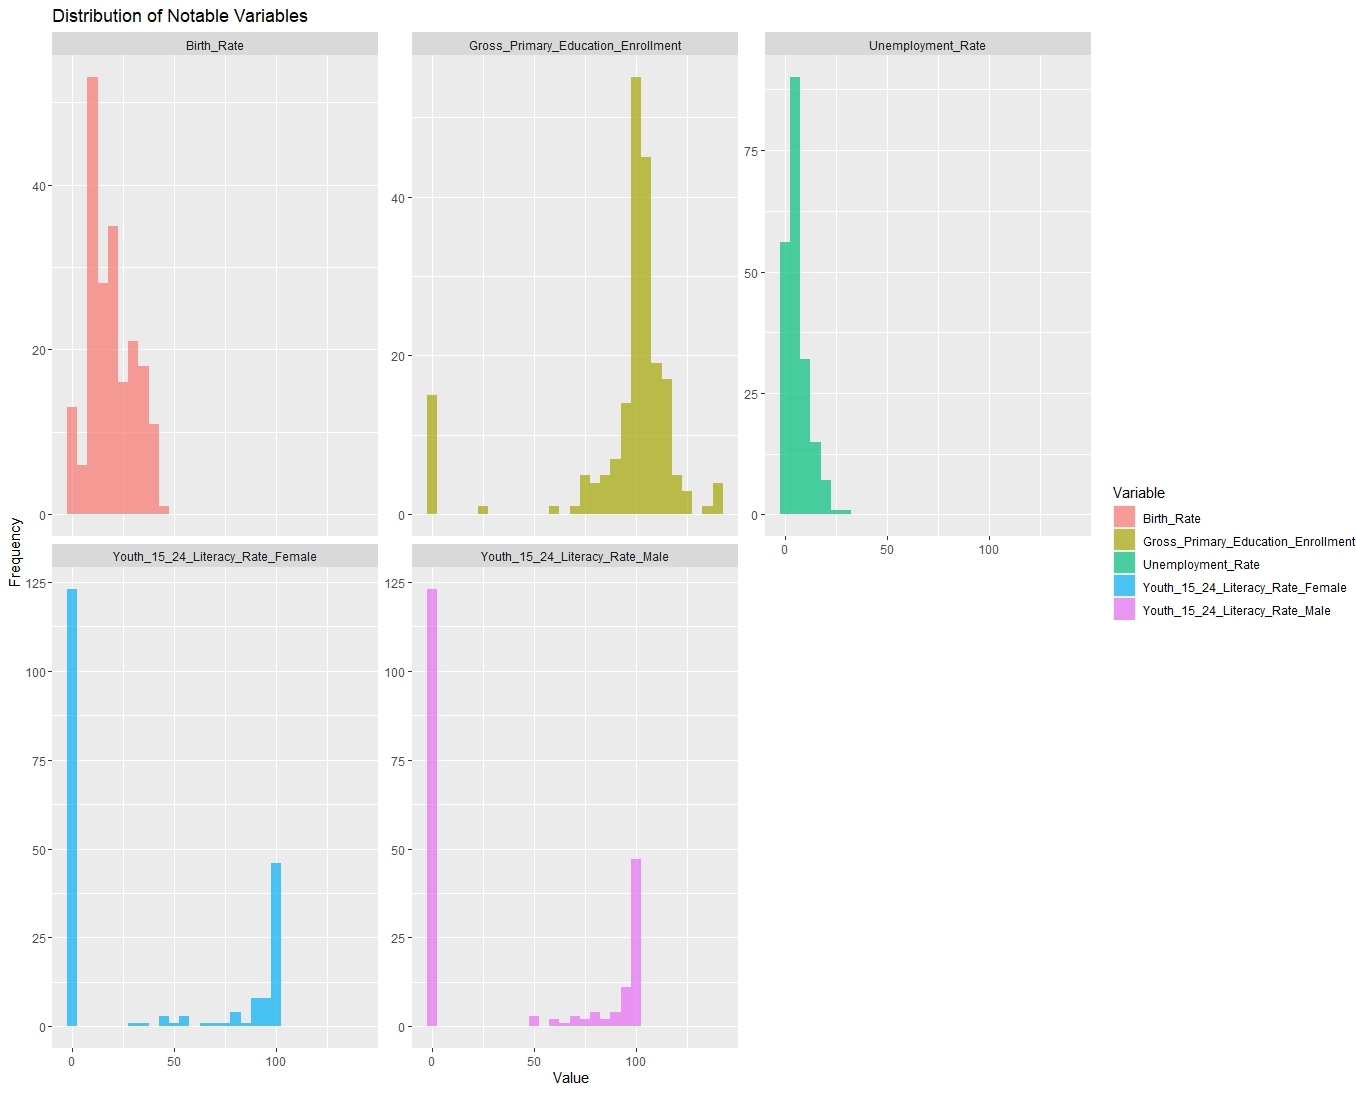 Distribution of Notable Variables
Birth_Rate
Gross_Primary_Education_Enrollment
Unemployment_Rate
40
20
0
40
20
0
75
50
25
0
0
50
100
Youth_15_24_Literacy_Rate_Female
Youth_15_24_Literacy_Rate_Male
125
100
75
50
25
0
125
100
75
50
25
0
0
50
100
0
50
100
Frequency
Value
Variable
Birth_Rate
Gross_Primary_Education_Enrollment
Unemployment_Rate
Youth_15_24_Literacy_Rate_Female
Youth_15_24_Literacy_Rate_Male